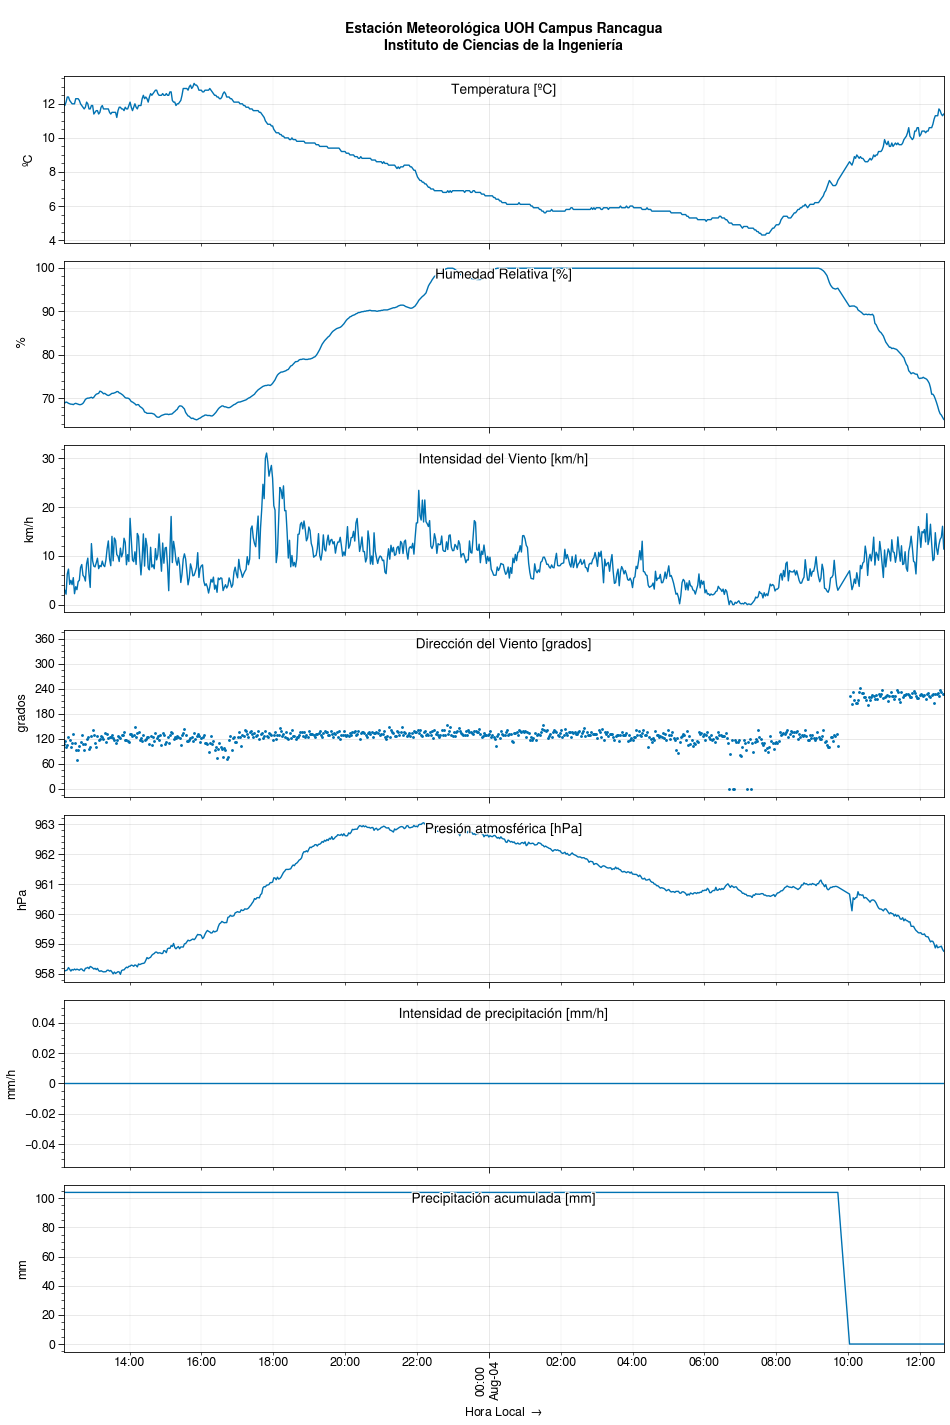 Estación Meteorológica UOH Campus Rancagua
Instituto de Ciencias de la Ingeniería
Temperatura [ºC]
ºC
12
10
8
6
4
Humedad Relativa [%]
%
100
90
80
70
Intensidad del Viento [km/h]
km/h
30
20
10
0
Dirección del Viento [grados]
grados
360
300
240
180
120
60
0
Presión atmosférica [hPa]
hPa
963
962
961
960
959
958
Intensidad de precipitación [mm/h]
mm/h
0.04
0.02
0
−0.02
−0.04
Precipitación acumulada [mm]
mm
100
80
60
40
20
0
14:00 16:00 18:00 20:00 22:00 00:00 02:00 04:00 06:00 08:00 10:00 12:00
Aug-04
Hora Local →